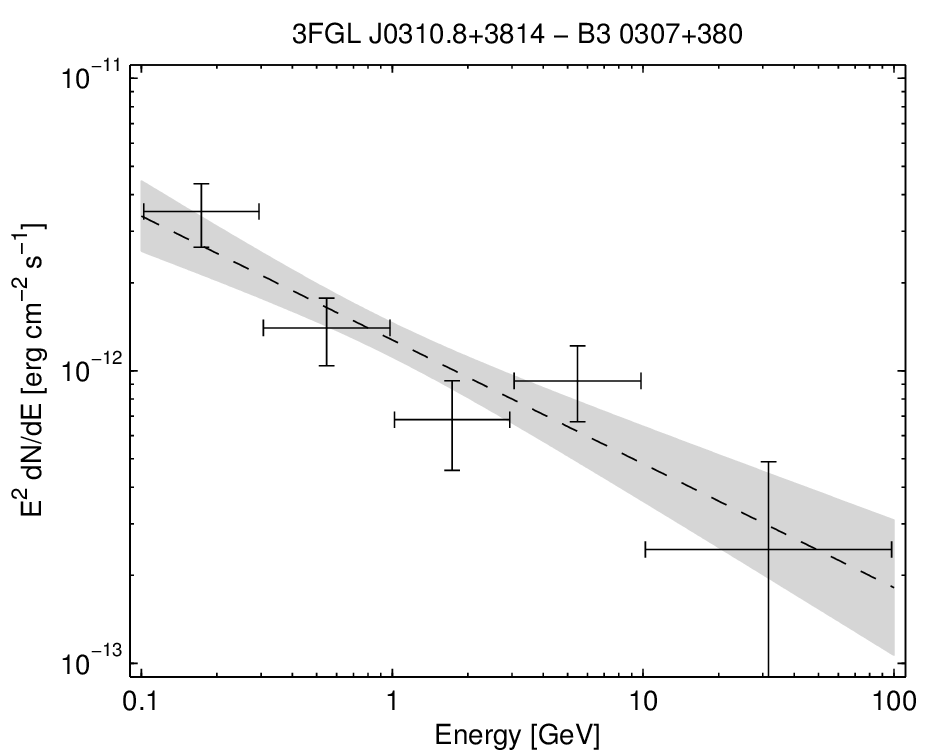 3FGL J0310.8+3814 − B3 0307+380
10⁻¹¹
10⁻¹²
10⁻¹³
E² dN/dE [erg cm⁻² s⁻¹]
0.1 1 10 100
Energy [GeV]